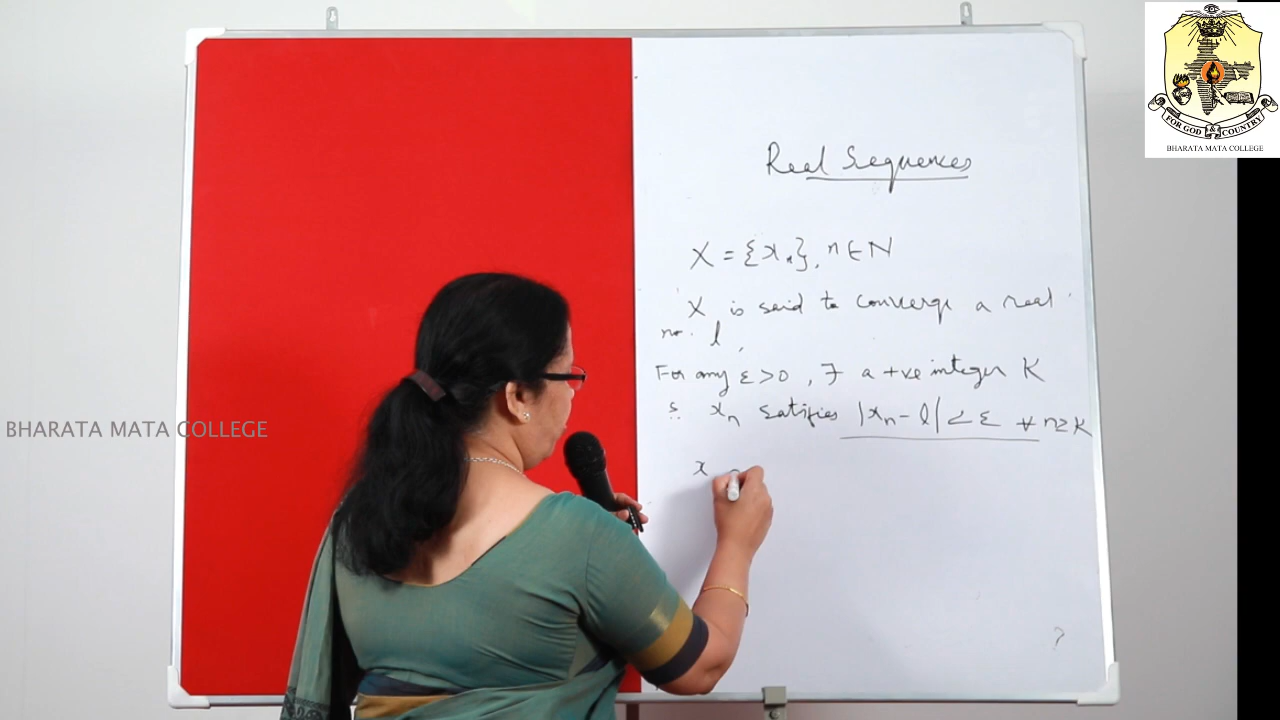 FOR GOD & COUNTRY
BHARATA MATA COLLEGE
Real Sequences
X = {xₙ}, n ∈ N
X is said to converge a real
no. l,
For any ε > 0, ∃ a +ve integer K
∋: xₙ satifies |xₙ - l| < ε ∀ n ≥ K
x
BHARATA MATA COLLEGE